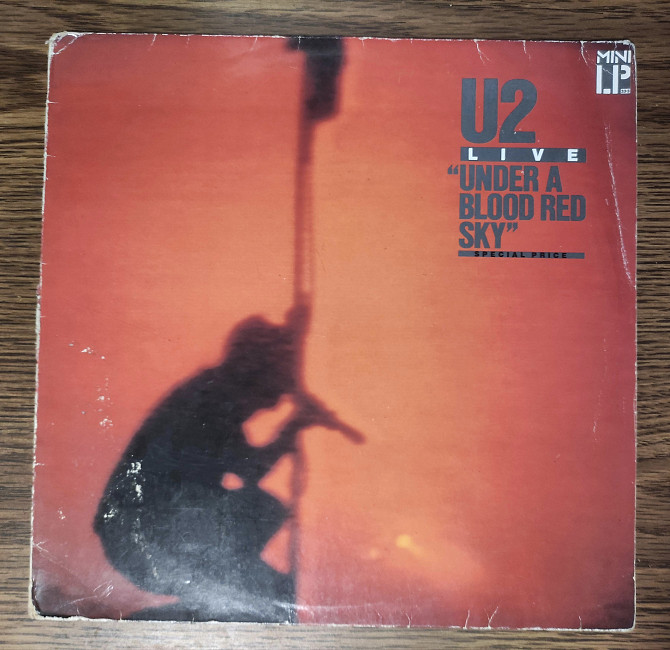 MINI
LP
U2
LIVE
“UNDER A
BLOOD RED
SKY”
SPECIAL PRICE